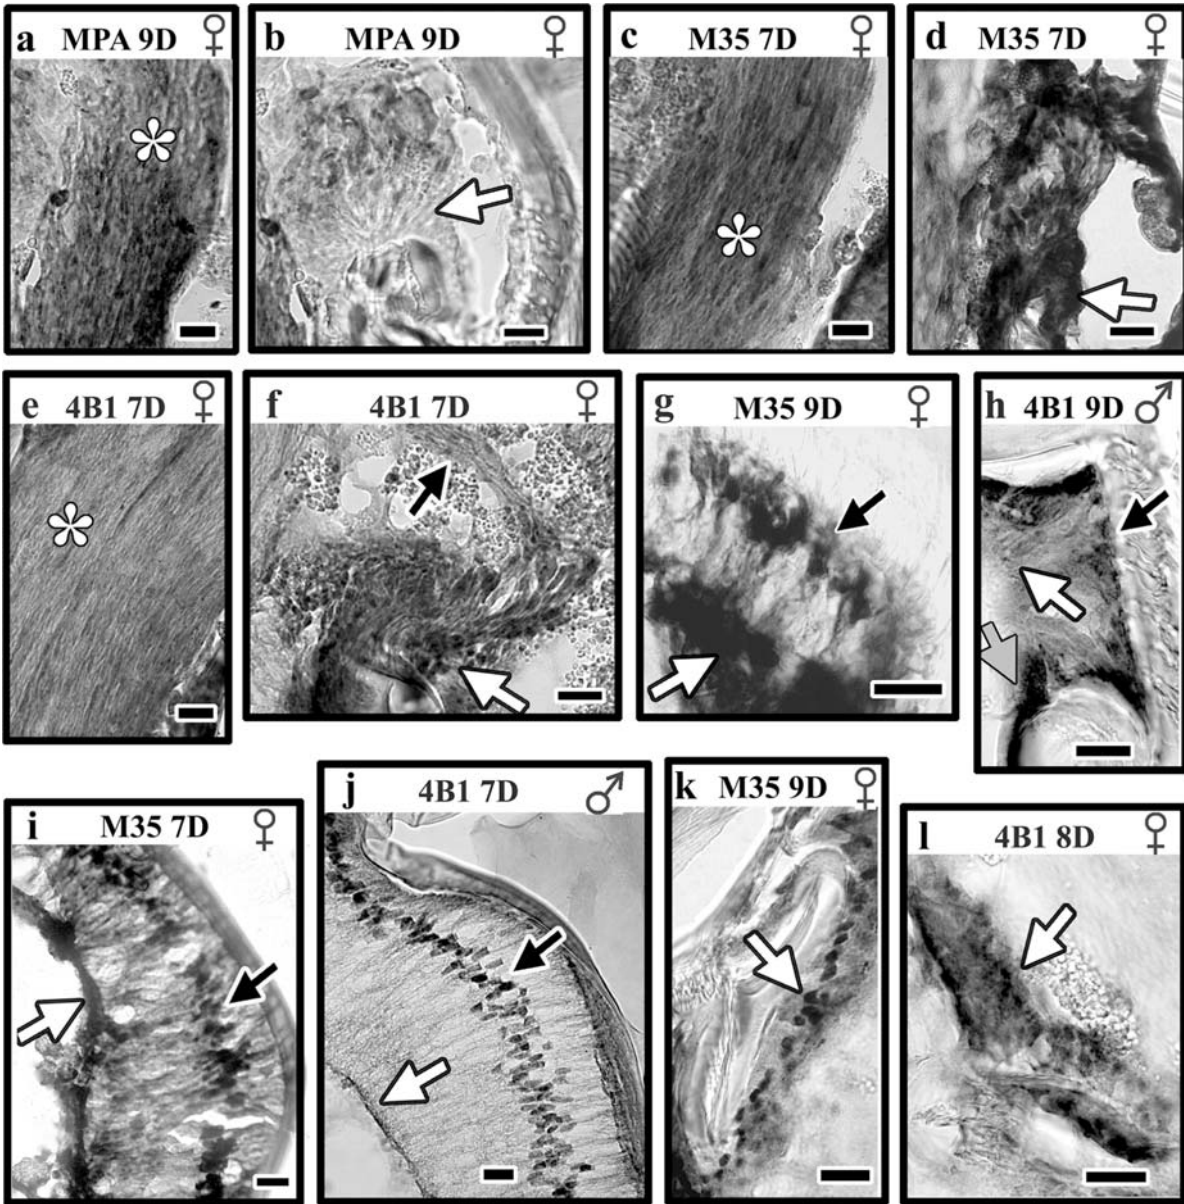 a MPA 9D ♀
b MPA 9D ♀
c M35 7D ♀
d M35 7D ♀
e 4B1 7D ♀
f 4B1 7D ♀
g M35 9D ♀
h 4B1 9D ♂
i M35 7D ♀
j 4B1 7D ♂
k M35 9D ♀
l 4B1 8D ♀